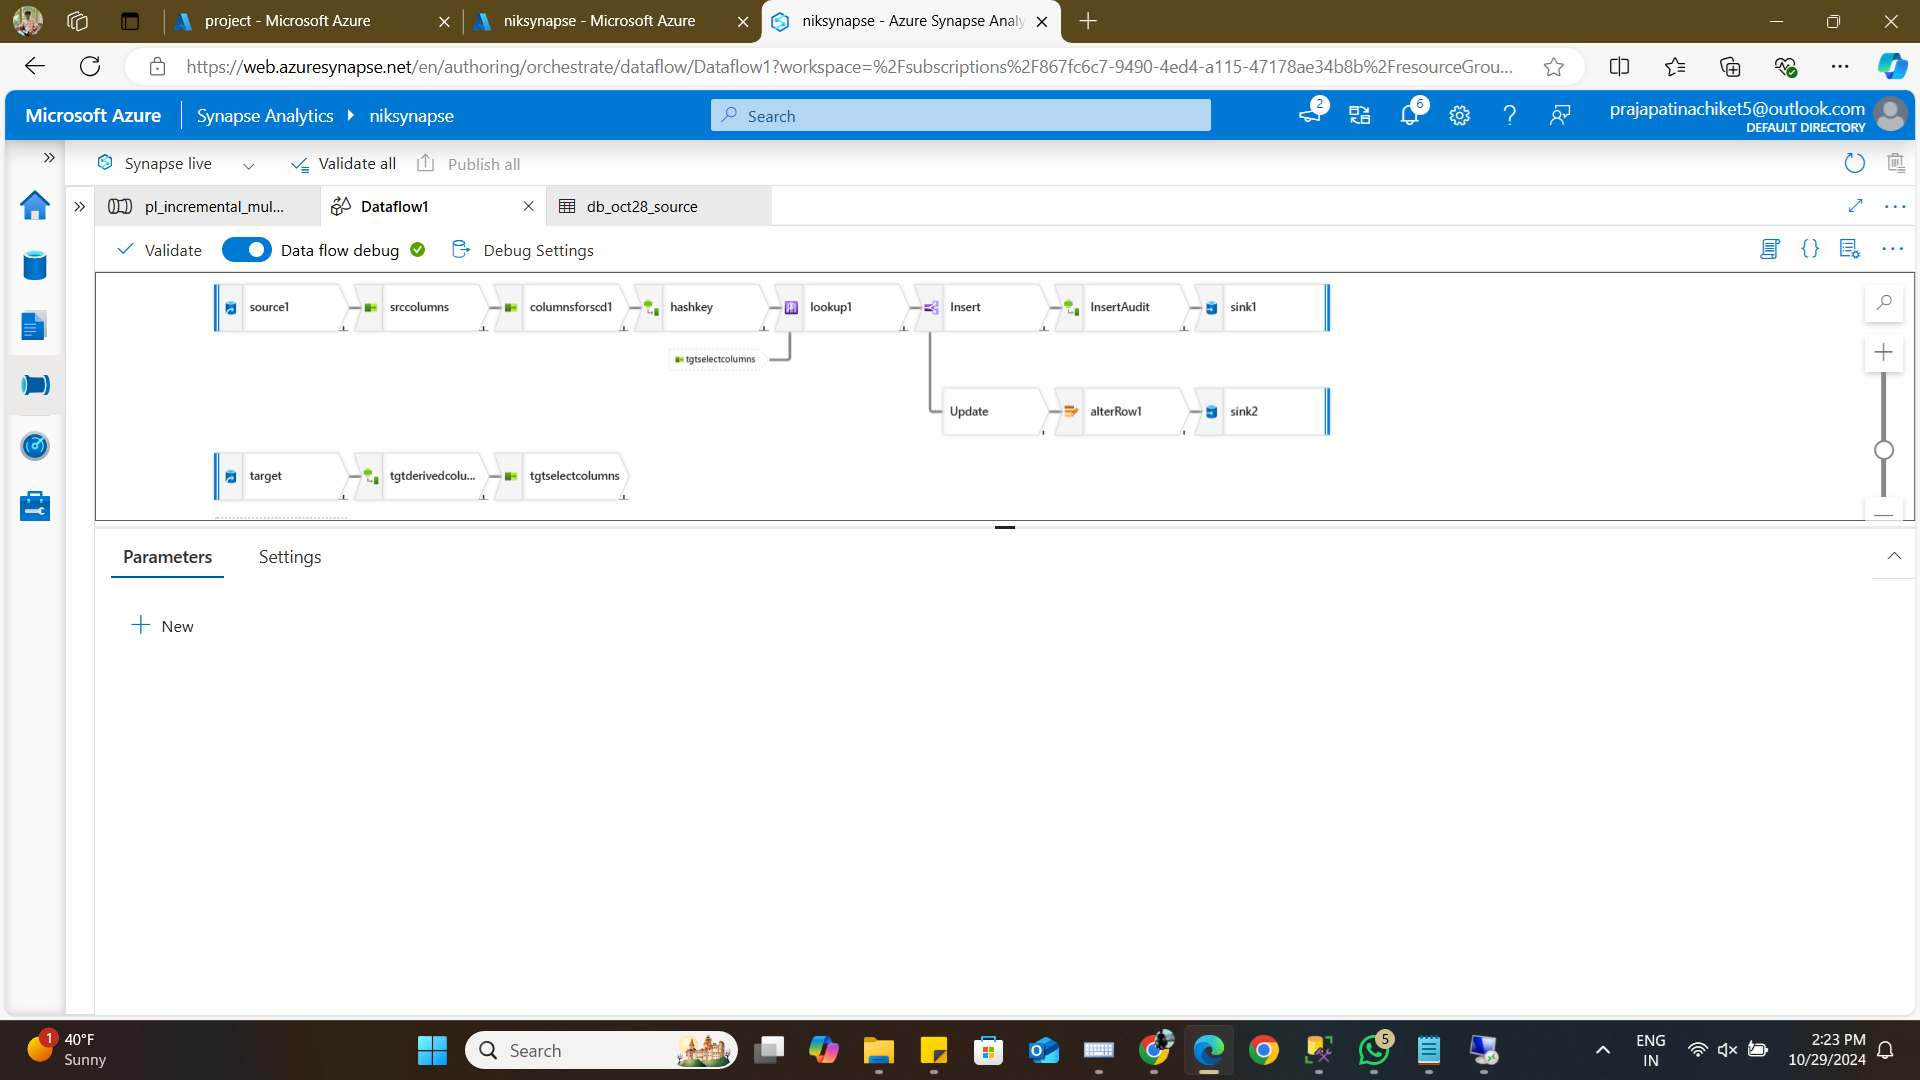 project - Microsoft Azure
niksynapse - Microsoft Azure
niksynapse - Azure Synapse Analy
https://web.azuresynapse.net/en/authoring/orchestrate/dataflow/Dataflow1?workspace=%2Fsubscriptions%2F867fc6c7-9490-4ed4-a115-47178ae34b8b%2FresourceGrou...
Microsoft Azure
Synapse Analytics
niksynapse
Search
2
6
prajapatinachiket5@outlook.com
DEFAULT DIRECTORY
Synapse live
Validate all
Publish all
pl_incremental_mul...
Dataflow1
db_oct28_source
Validate
Data flow debug
Debug Settings
source1
srccolumns
columnsforscd1
hashkey
lookup1
Insert
InsertAudit
sink1
tgtselectcolumns
Update
alterRow1
sink2
target
tgtderivedcolu...
tgtselectcolumns
Parameters
Settings
New
1
40°F
Sunny
Search
5
ENG
IN
2:23 PM
10/29/2024